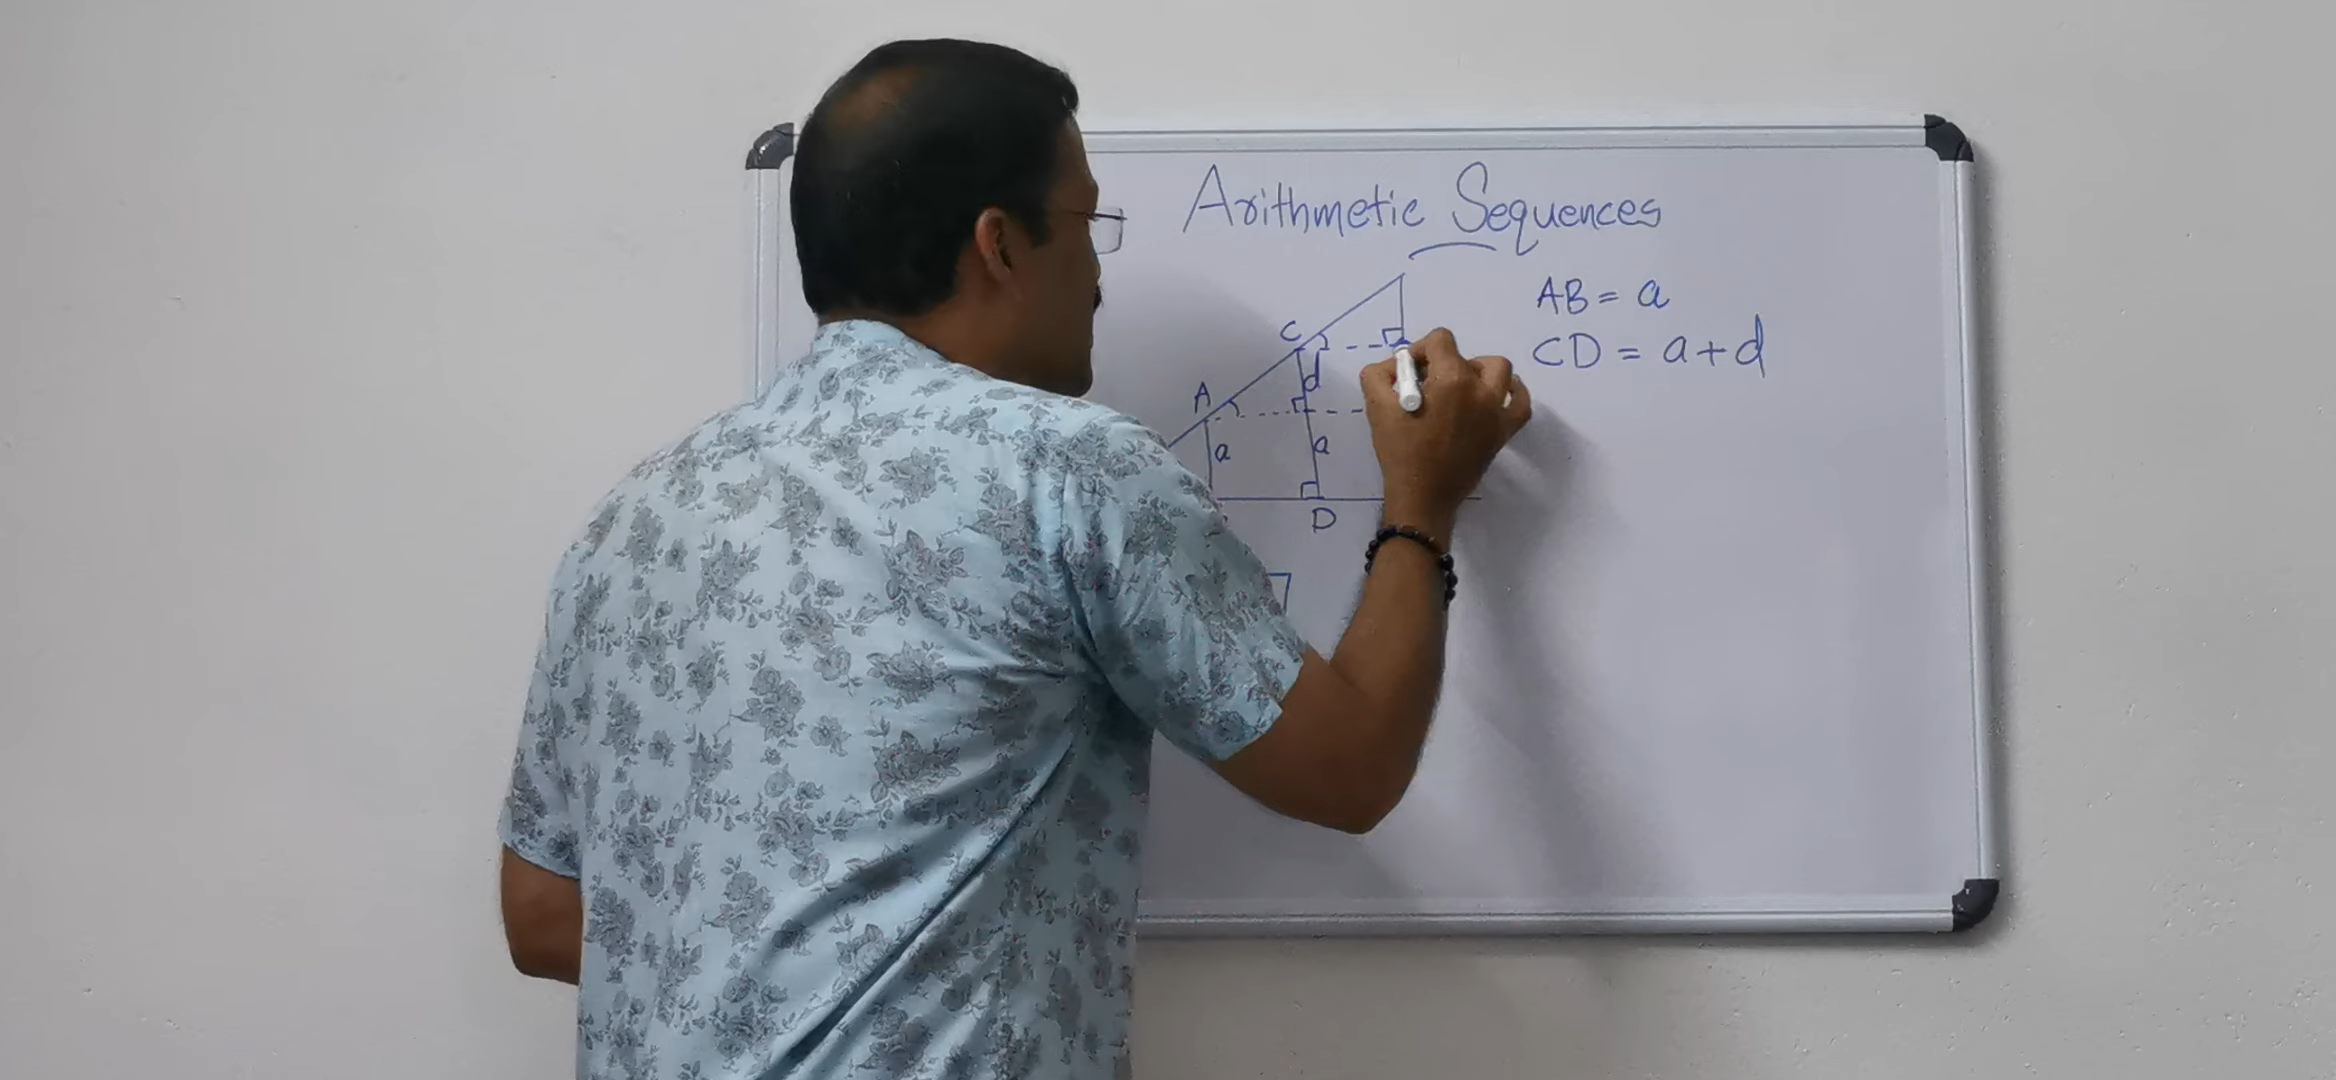 Arithmetic Sequences
AB = a
CD = a + d
C
d
A
a
a
D